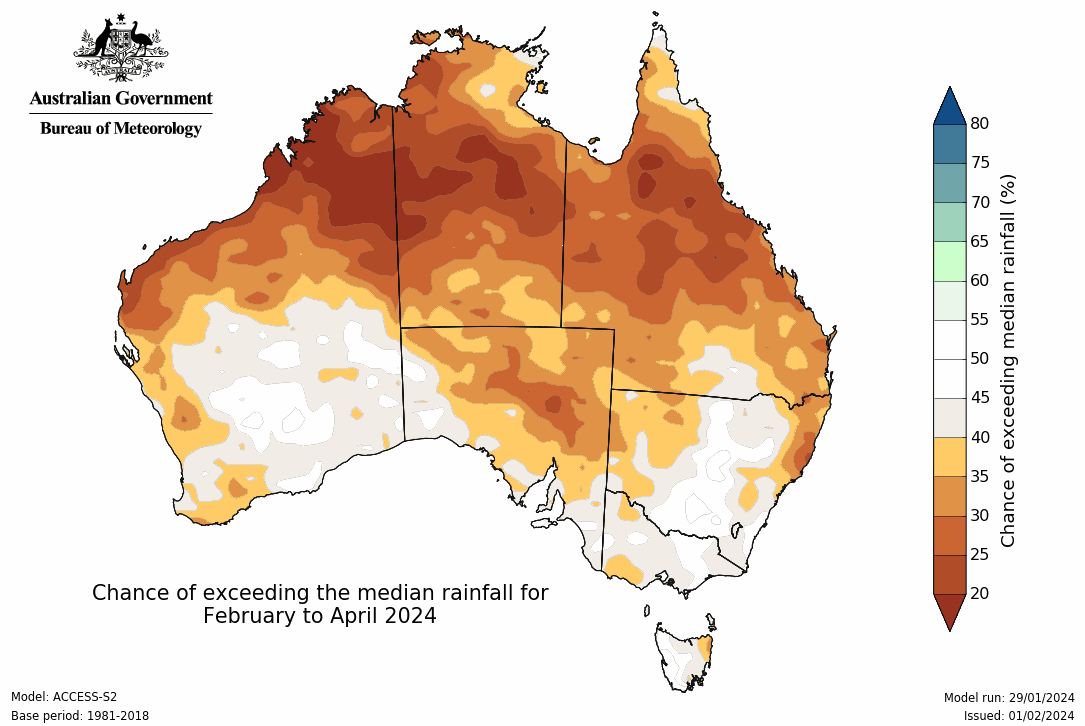 Australian Government
Bureau of Meteorology
80
75
70
65
60
55
50
45
40
35
30
25
20
Chance of exceeding median rainfall (%)
Chance of exceeding the median rainfall for
February to April 2024
Model: ACCESS-S2
Base period: 1981-2018
Model run: 29/01/2024
Issued: 01/02/2024